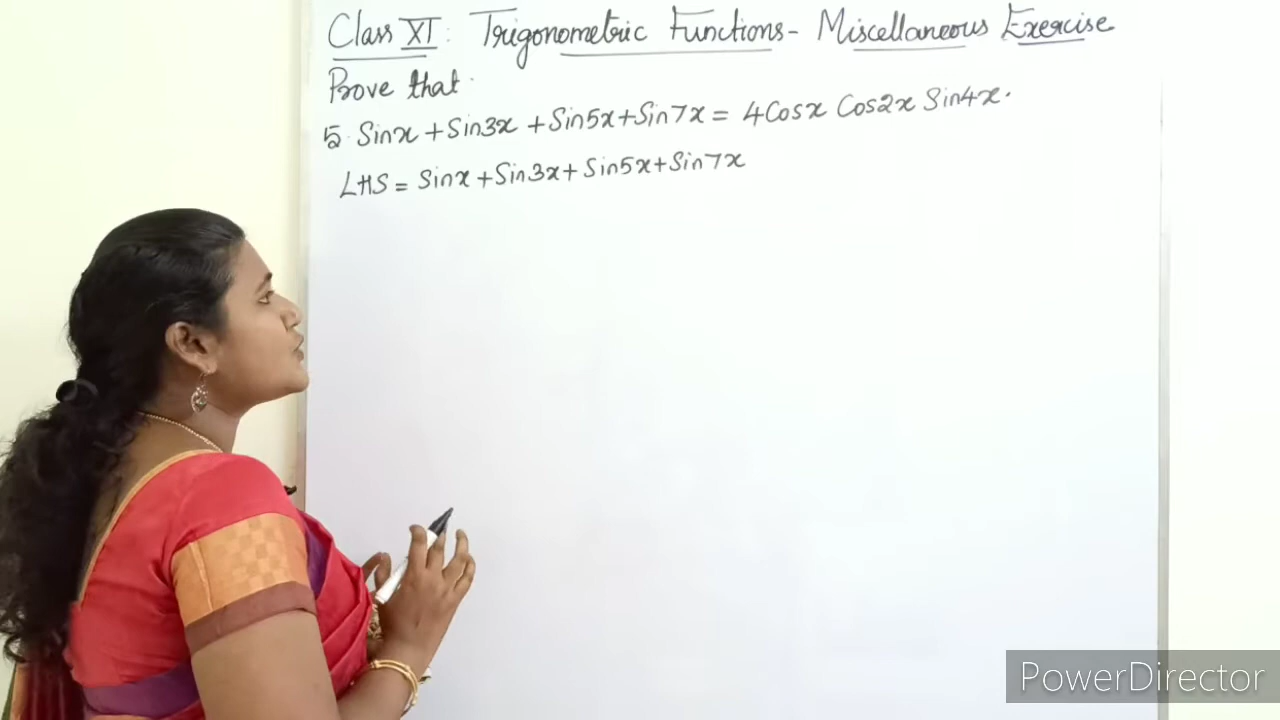 Class XI: Trigonometric Functions- Miscellaneous Exercise
Prove that
5. Sinx + Sin3x + Sin5x + Sin7x = 4Cosx Cos2x Sin4x.
LHS = Sinx + Sin3x + Sin5x + Sin7x
PowerDirector